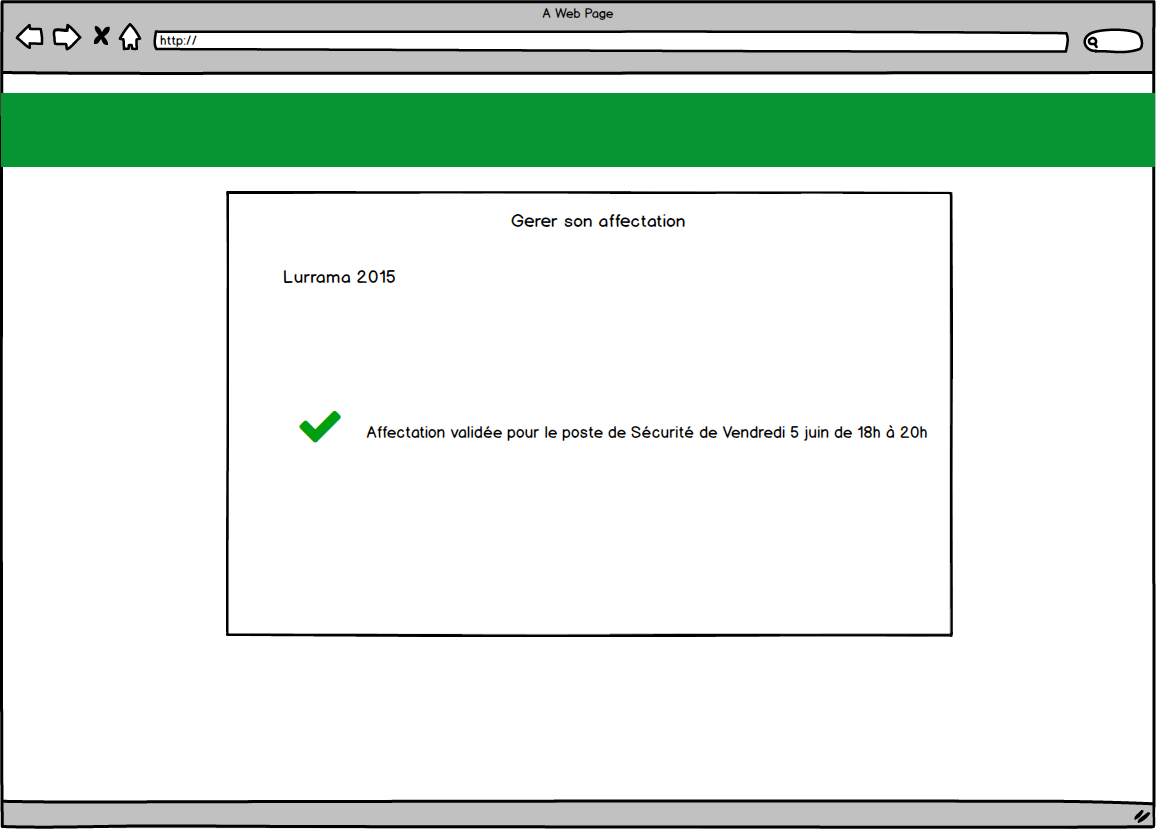 A Web Page
http://
Gerer son affectation
Lurrama 2015
Affectation validée pour le poste de Sécurité de Vendredi 5 juin de 18h à 20h